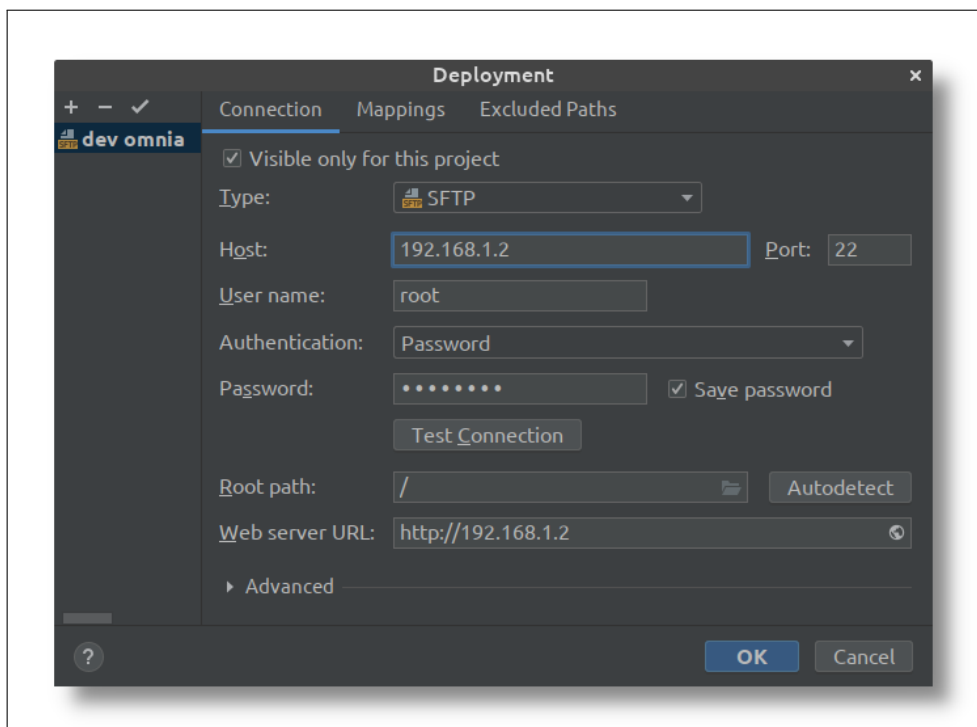 Deployment
Connection Mappings Excluded Paths
dev omnia
Visible only for this project
Type: SFTP
Host: 192.168.1.2 Port: 22
User name: root
Authentication: Password
Password: •••••••• Save password
Test Connection
Root path: / Autodetect
Web server URL: http://192.168.1.2
Advanced
? OK Cancel